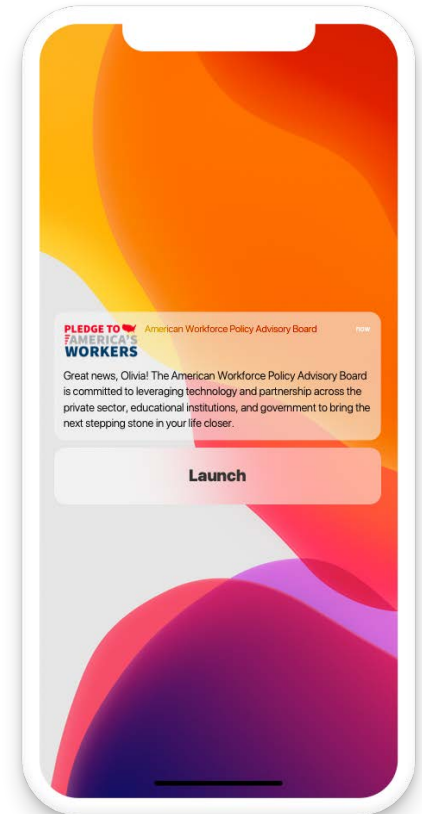 PLEDGE TO
AMERICA'S
WORKERS
American Workforce Policy Advisory Board
now
Great news, Olivia! The American Workforce Policy Advisory Board
is committed to leveraging technology and partnership across the
private sector, educational institutions, and government to bring the
next stepping stone in your life closer.
Launch